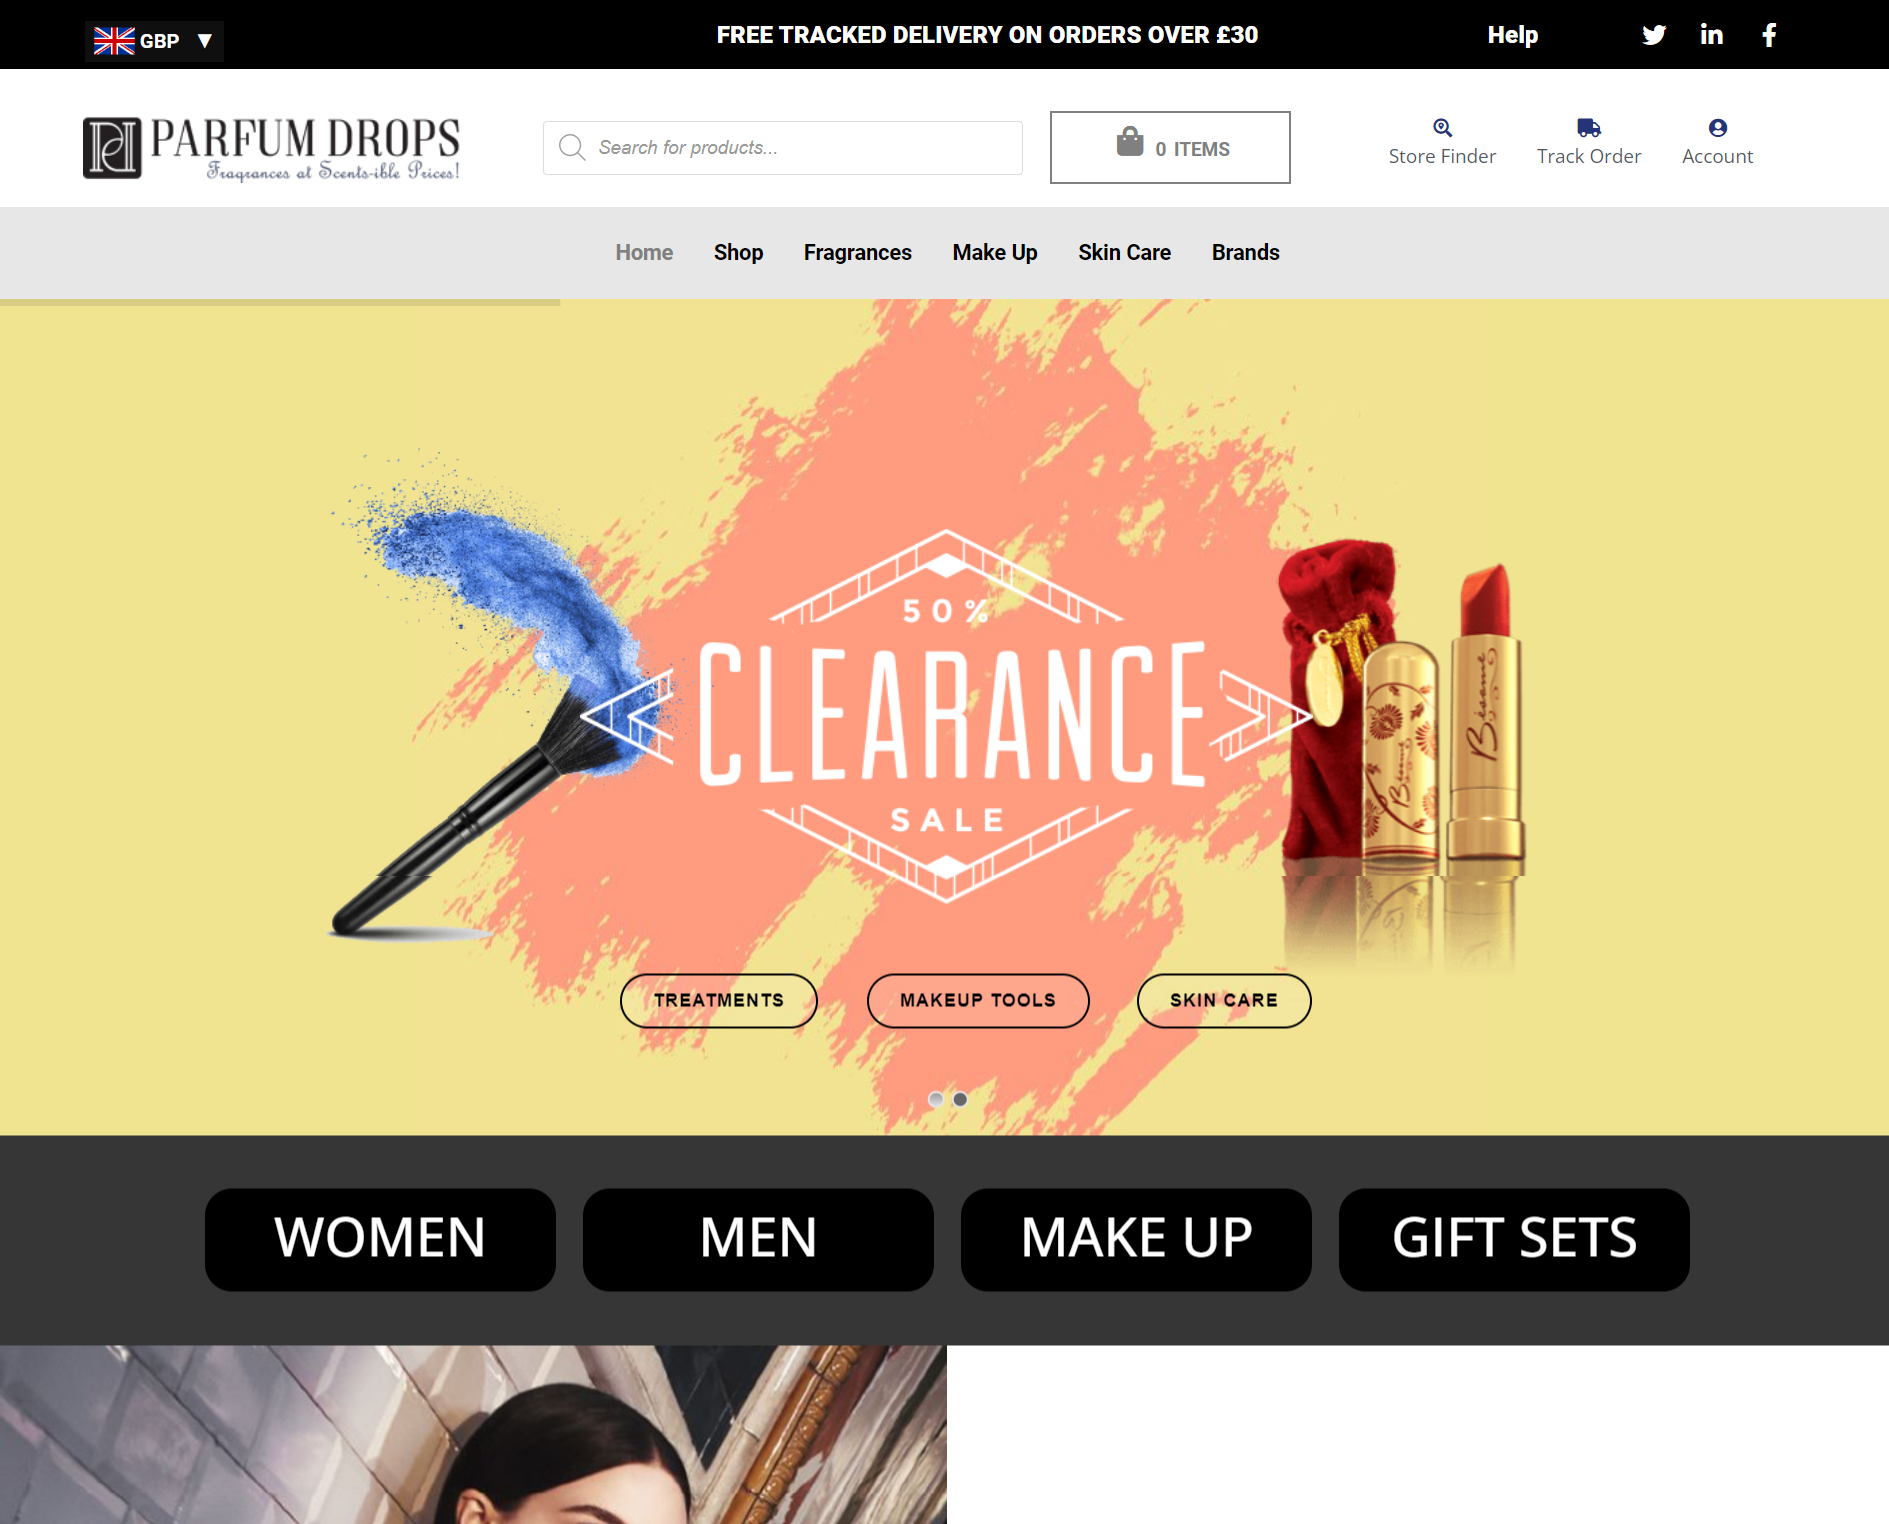 GBP ▼
FREE TRACKED DELIVERY ON ORDERS OVER £30
Help
PARFUM DROPS
Fragrances at Scents-ible Prices!
Search for products...
0 ITEMS
Store Finder
Track Order
Account
Home
Shop
Fragrances
Make Up
Skin Care
Brands
50%
CLEARANCE
SALE
Bésame
Bésame
TREATMENTS
MAKEUP TOOLS
SKIN CARE
WOMEN
MEN
MAKE UP
GIFT SETS